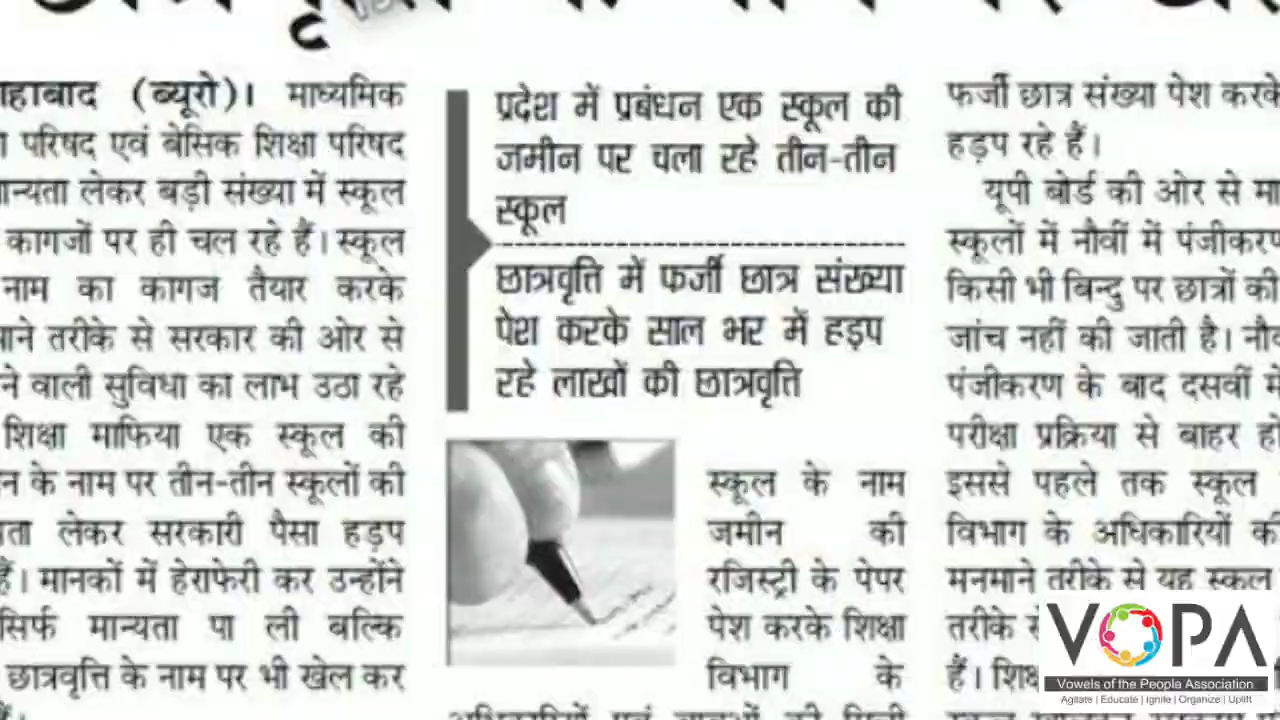 (ब्यूरो)। माध्यमिक
परिषद एवं बेसिक शिक्षा परिषद
लेकर बड़ी संख्या में स्कूल
कागजों पर ही चल रहे हैं। स्कूल
नाम का कागज तैयार करके
तरीके से सरकार की ओर से
वाली सुविधा का लाभ उठा रहे
शिक्षा माफिया एक स्कूल की
के नाम पर तीन-तीन स्कूलों की
लेकर सरकारी पैसा हड़प
हैं। मानकों में हेराफेरी कर उन्होंने
सिर्फ मान्यता पा ली बल्कि
छात्रवृत्ति के नाम पर भी खेल कर
प्रदेश में प्रबंधन एक स्कूल की
जमीन पर चला रहे तीन-तीन
स्कूल
छात्रवृत्ति में फर्जी छात्र संख्या
पेश करके साल भर में हड़प
रहे लाखों की छात्रवृत्ति
स्कूल के नाम
जमीन की
रजिस्ट्री के पेपर
पेश करके शिक्षा
विभाग के
फर्जी छात्र संख्या पेश करके
हड़प रहे हैं।
यूपी बोर्ड की ओर से
स्कूलों में नौवीं में
किसी भी बिन्दु पर छात्रों की
जांच नहीं की जाती है।
पंजीकरण के बाद दसवीं में
परीक्षा प्रक्रिया से बाहर
इससे पहले तक स्कूल
विभाग के अधिकारियों
मनमाने तरीके से यह स्कूल
तरीके
हैं।
VOPA
Vowels of the People Association
Agitate | Educate | Ignite | Organize | Uplift